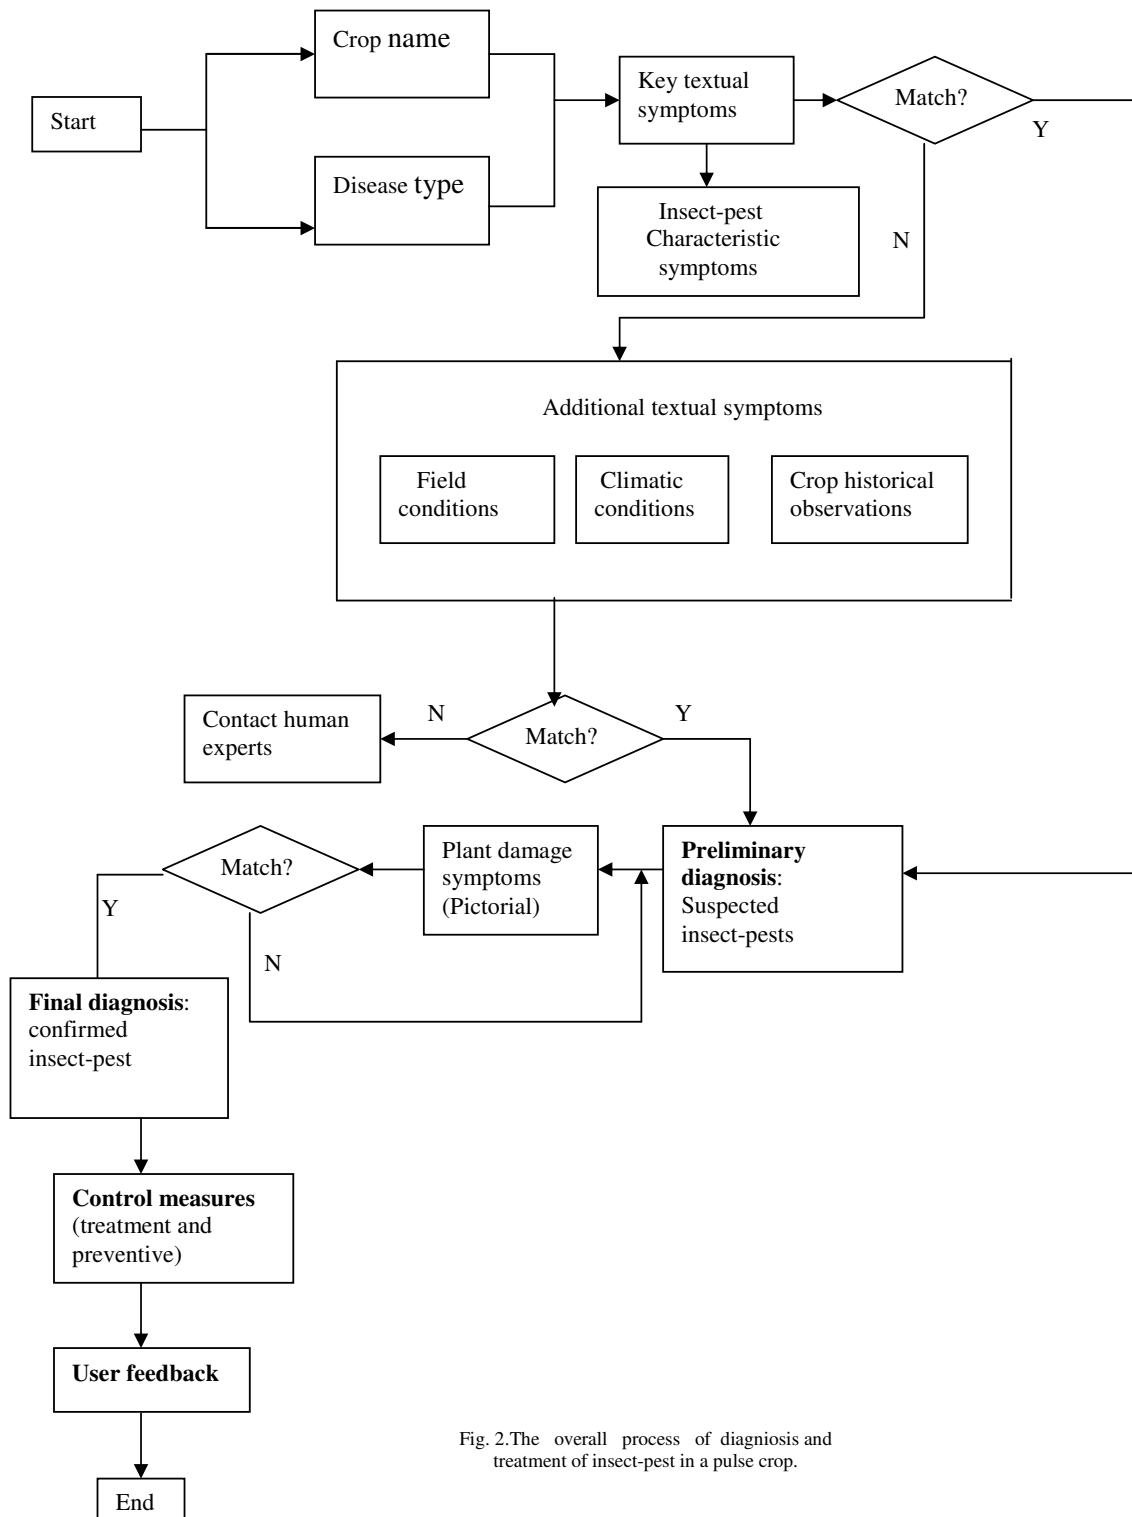 Crop name
Start
Disease type
Key textual
symptoms
Match?
Y
Insect-pest
Characteristic
symptoms
N
Additional textual symptoms
Field
conditions
Climatic
conditions
Crop historical
observations
Contact human
experts
N
Match?
Y
Match?
Y
N
Plant damage
symptoms
(Pictorial)
Preliminary
diagnosis:
Suspected
insect-pests
Final diagnosis:
confirmed
insect-pest
Control measures
(treatment and
preventive)
User feedback
End
Fig. 2.The overall process of diagniosis and
treatment of insect-pest in a pulse crop.